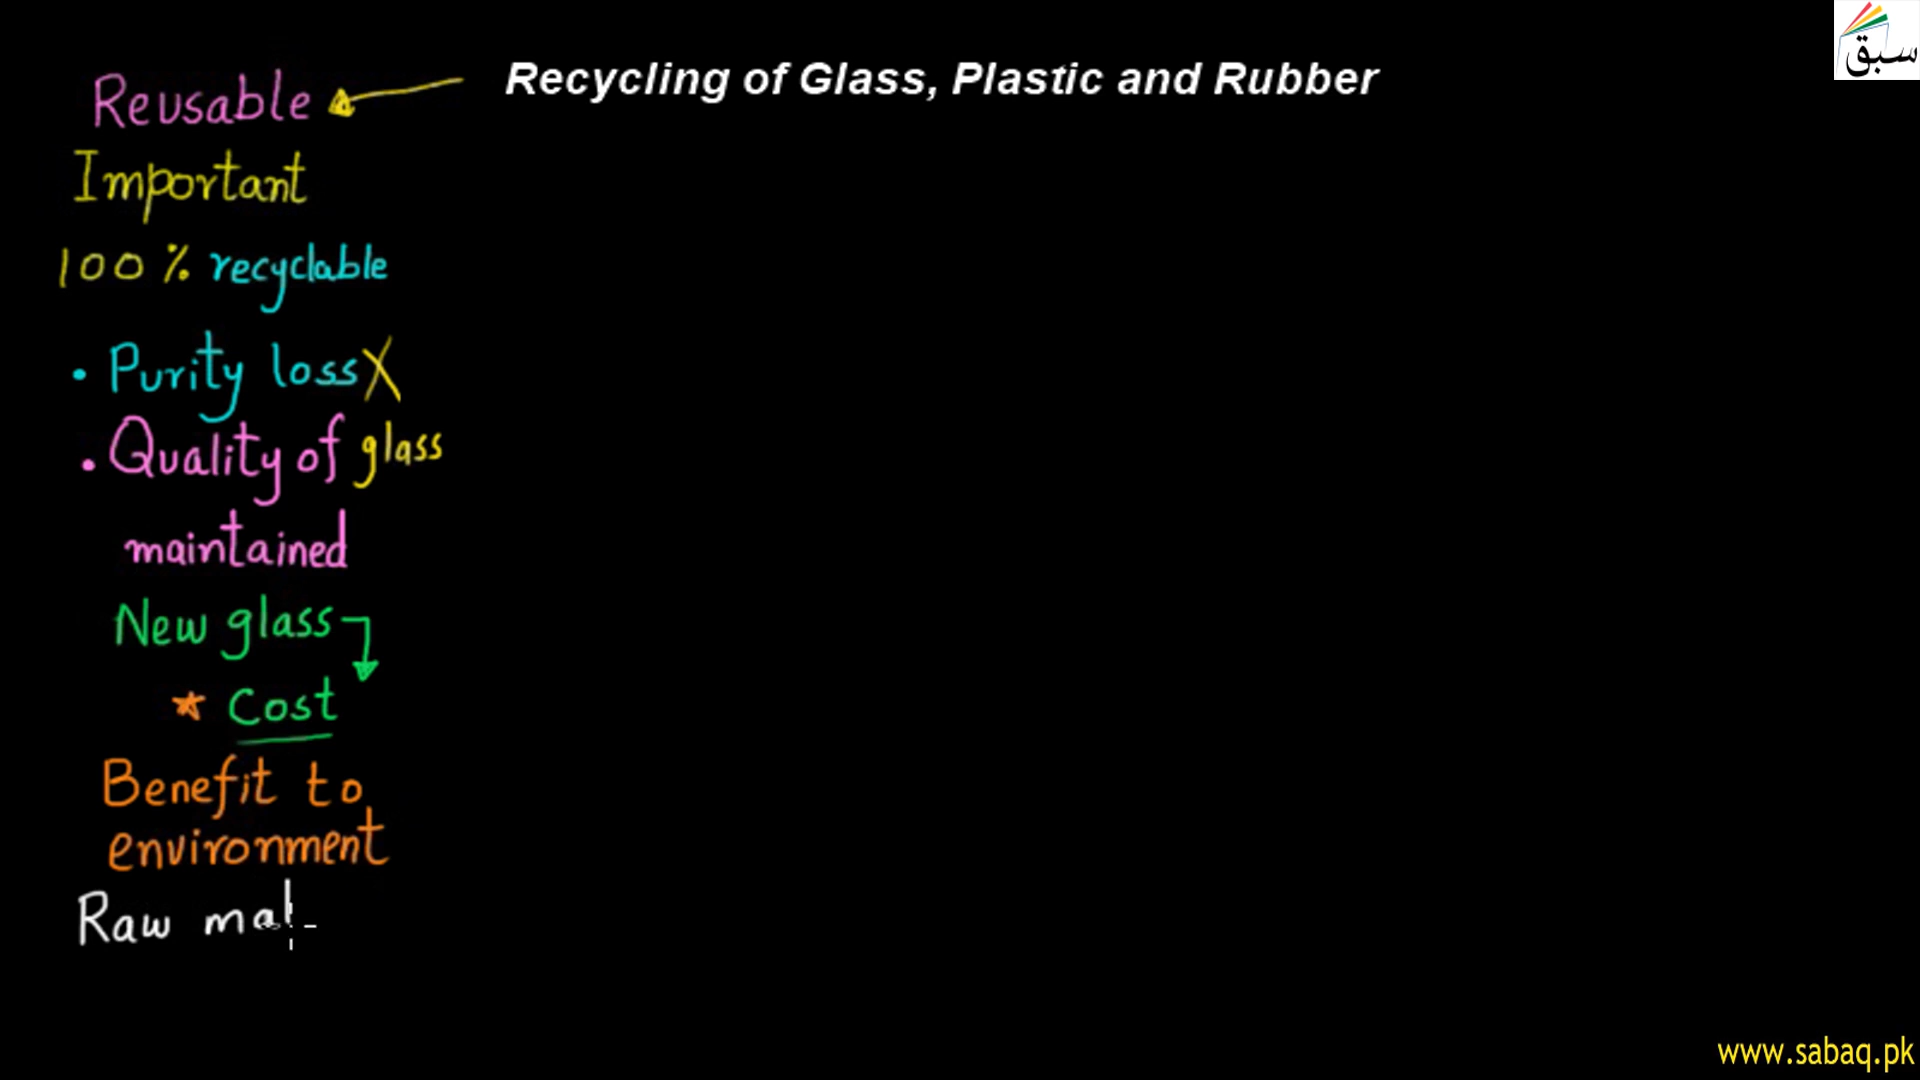 سبق
Recycling of Glass, Plastic and Rubber
Reusable
Important
100% recyclable
• Purity loss X
• Quality of glass
maintained
New glass
* Cost
Benefit to
environment
Raw mat
www.sabaq.pk